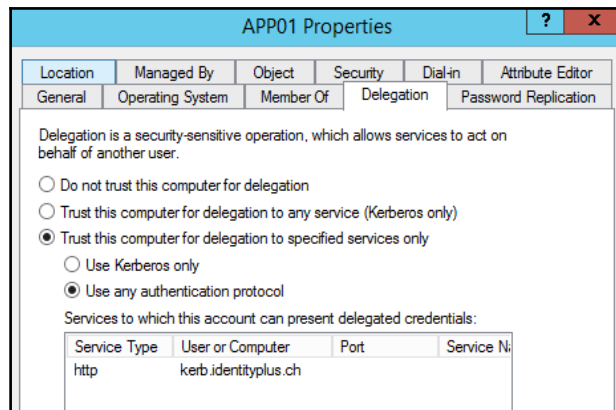 APP01 Properties
? x
Location Managed By Object Security Dial-in Attribute Editor
General Operating System Member Of Delegation Password Replication
Delegation is a security-sensitive operation, which allows services to act on
behalf of another user.
Do not trust this computer for delegation
Trust this computer for delegation to any service (Kerberos only)
Trust this computer for delegation to specified services only
Use Kerberos only
Use any authentication protocol
Services to which this account can present delegated credentials:
Service Type User or Computer Port Service
http kerb.identityplus.ch